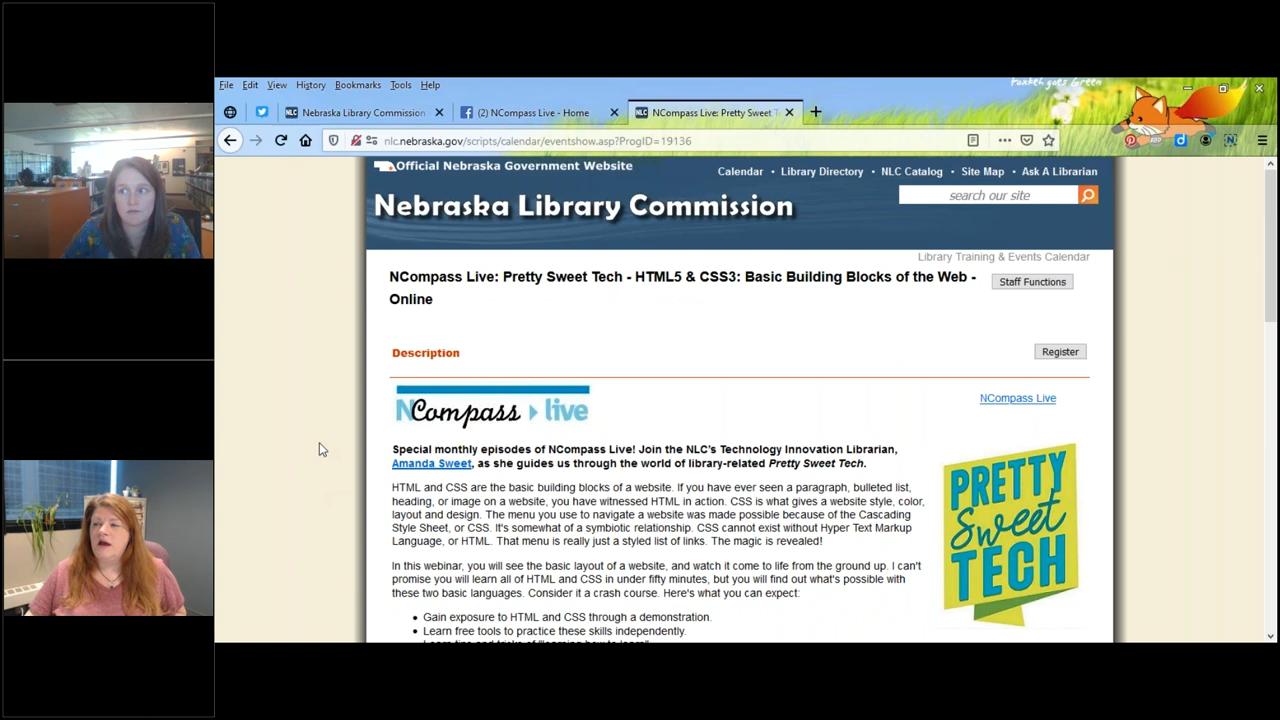 File Edit View History Bookmarks Tools Help
Nebraska Library Commission
(2) NCompass Live - Home
NCompass Live: Pretty Sweet T
nlc.nebraska.gov/scripts/calendar/eventshow.asp?ProgID=19136
Official Nebraska Government Website
Calendar • Library Directory • NLC Catalog • Site Map • Ask A Librarian
Nebraska Library Commission
search our site
Library Training & Events Calendar
NCompass Live: Pretty Sweet Tech - HTML5 & CSS3: Basic Building Blocks of the Web -
Online
Staff Functions
Description
Register
NCompass live
NCompass Live
Special monthly episodes of NCompass Live! Join the NLC's Technology Innovation Librarian,
Amanda Sweet, as she guides us through the world of library-related Pretty Sweet Tech.
HTML and CSS are the basic building blocks of a website. If you have ever seen a paragraph, bulleted list,
heading, or image on a website, you have witnessed HTML in action. CSS is what gives a website style, color,
layout and design. The menu you use to navigate a website was made possible because of the Cascading
Style Sheet, or CSS. It's somewhat of a symbiotic relationship. CSS cannot exist without Hyper Text Markup
Language, or HTML. That menu is really just a styled list of links. The magic is revealed!
In this webinar, you will see the basic layout of a website, and watch it come to life from the ground up. I can't
promise you will learn all of HTML and CSS in under fifty minutes, but you will find out what's possible with
these two basic languages. Consider it a crash course. Here's what you can expect:
• Gain exposure to HTML and CSS through a demonstration.
• Learn free tools to practice these skills independently.
PRETTY
Sweet
TECH